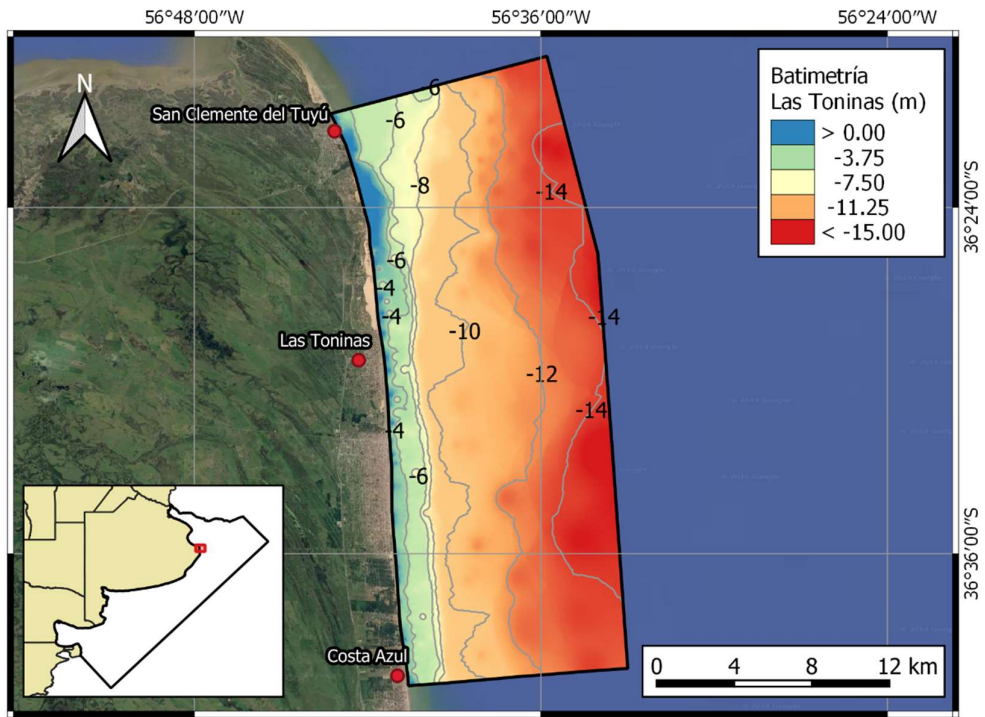 56°48'00"W
56°36'00"W
56°24'00"W
N
San Clemente del Tuyú
Las Toninas
Costa Azul
-6
-6
-8
-14
-6
-4
-4
-10
-14
-12
-14
-4
-6
Batimetría
Las Toninas (m)
> 0.00
-3.75
-7.50
-11.25
< -15.00
36°24'00"S
36°36'00"S
0 4 8 12 km